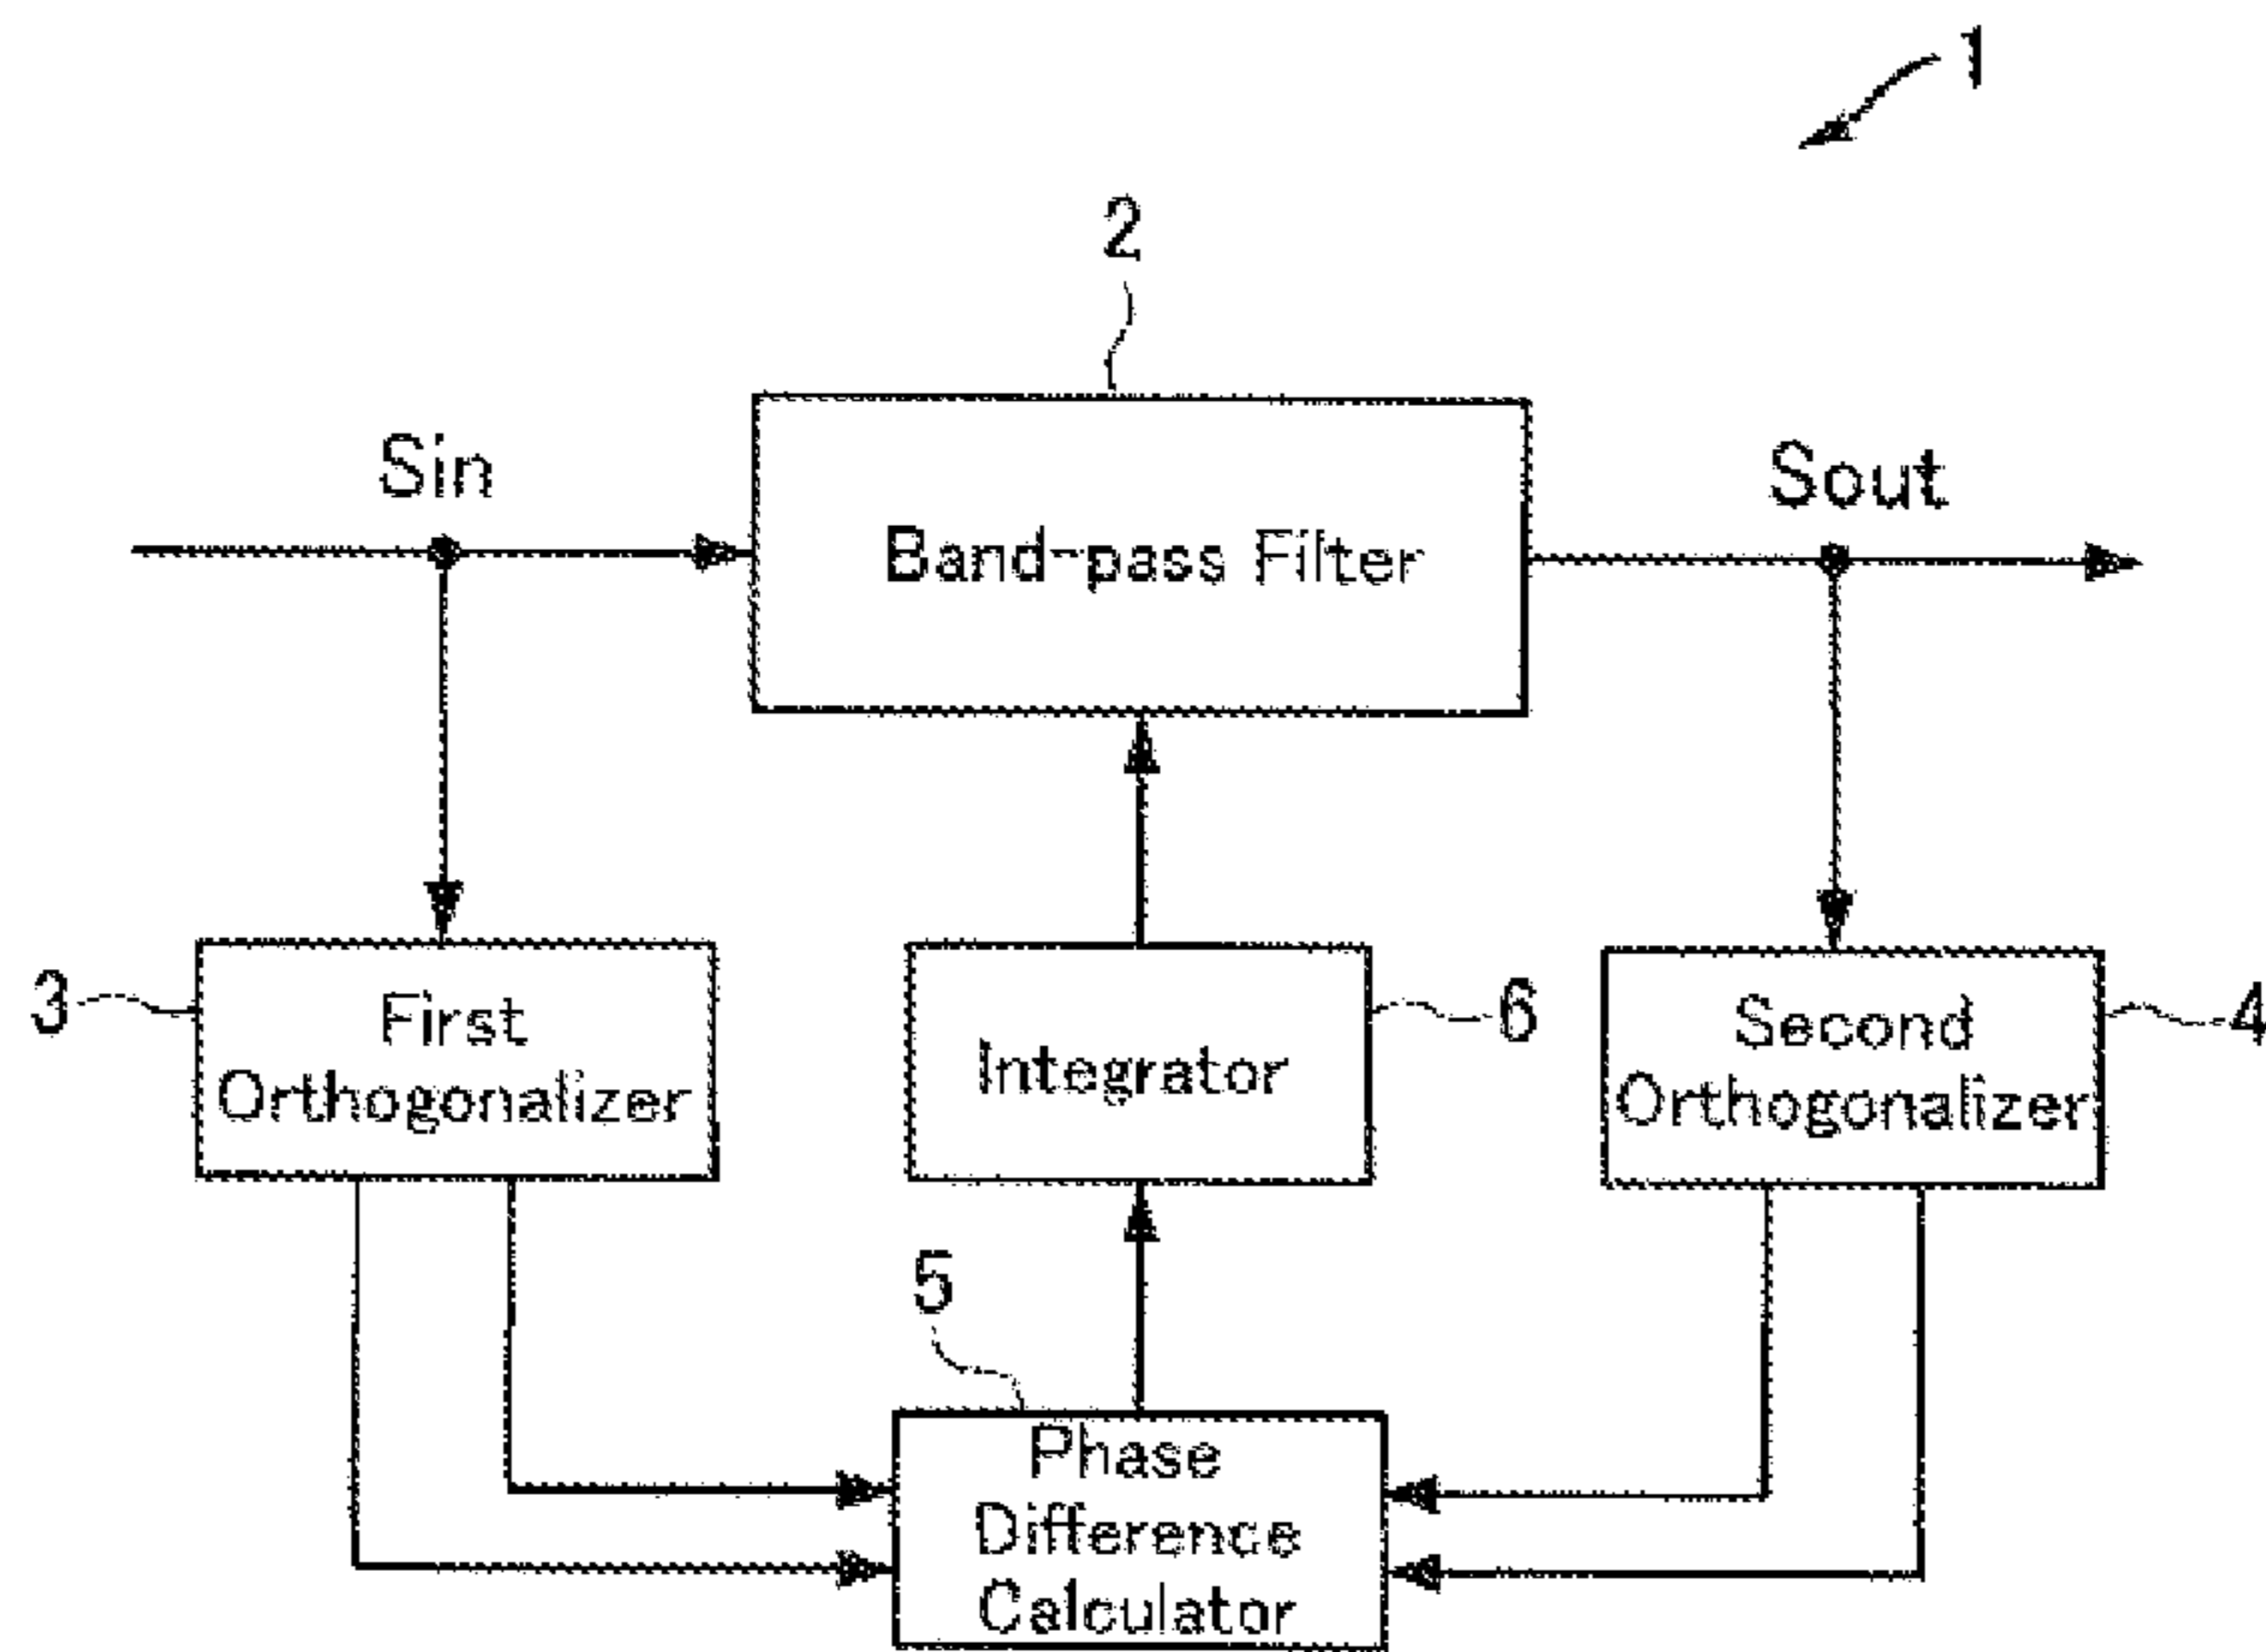 1
2
Sin
Band-pass Filter
Sout
3
First
Orthogonalizer
Integrator
6
Second
Orthogonalizer
4
5
Phase
Difference
Calculator